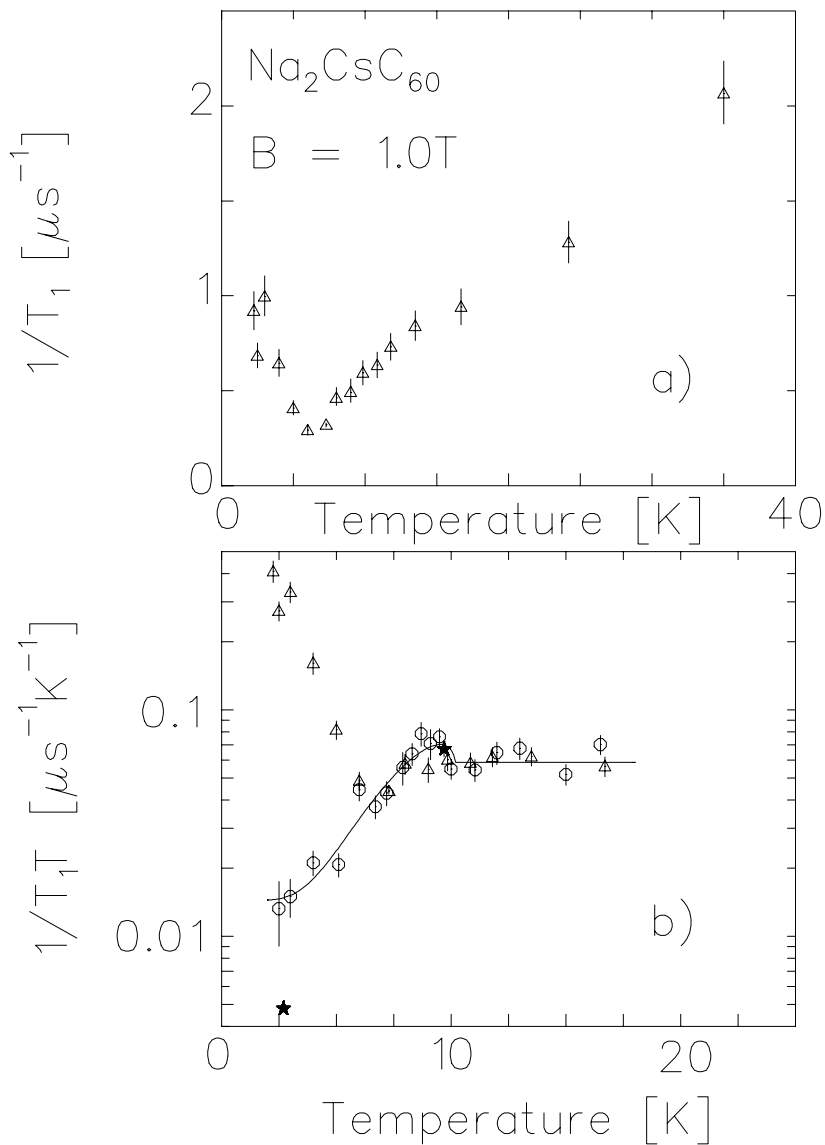 Na₂CsC₆₀
B = 1.0T
2
1
0
1/T₁ [μs⁻¹]
a)
0 40
Temperature [K]
0.1
0.01
1/T₁T [μs⁻¹K⁻¹]
b)
0 10 20
Temperature [K]